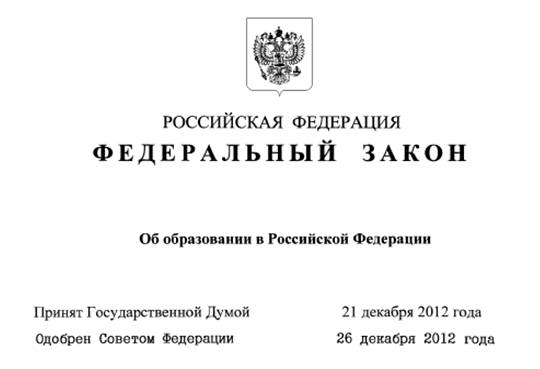 РОССИЙСКАЯ ФЕДЕРАЦИЯ
ФЕДЕРАЛЬНЫЙ ЗАКОН
Об образовании в Российской Федерации
Принят Государственной Думой 21 декабря 2012 года
Одобрен Советом Федерации 26 декабря 2012 года